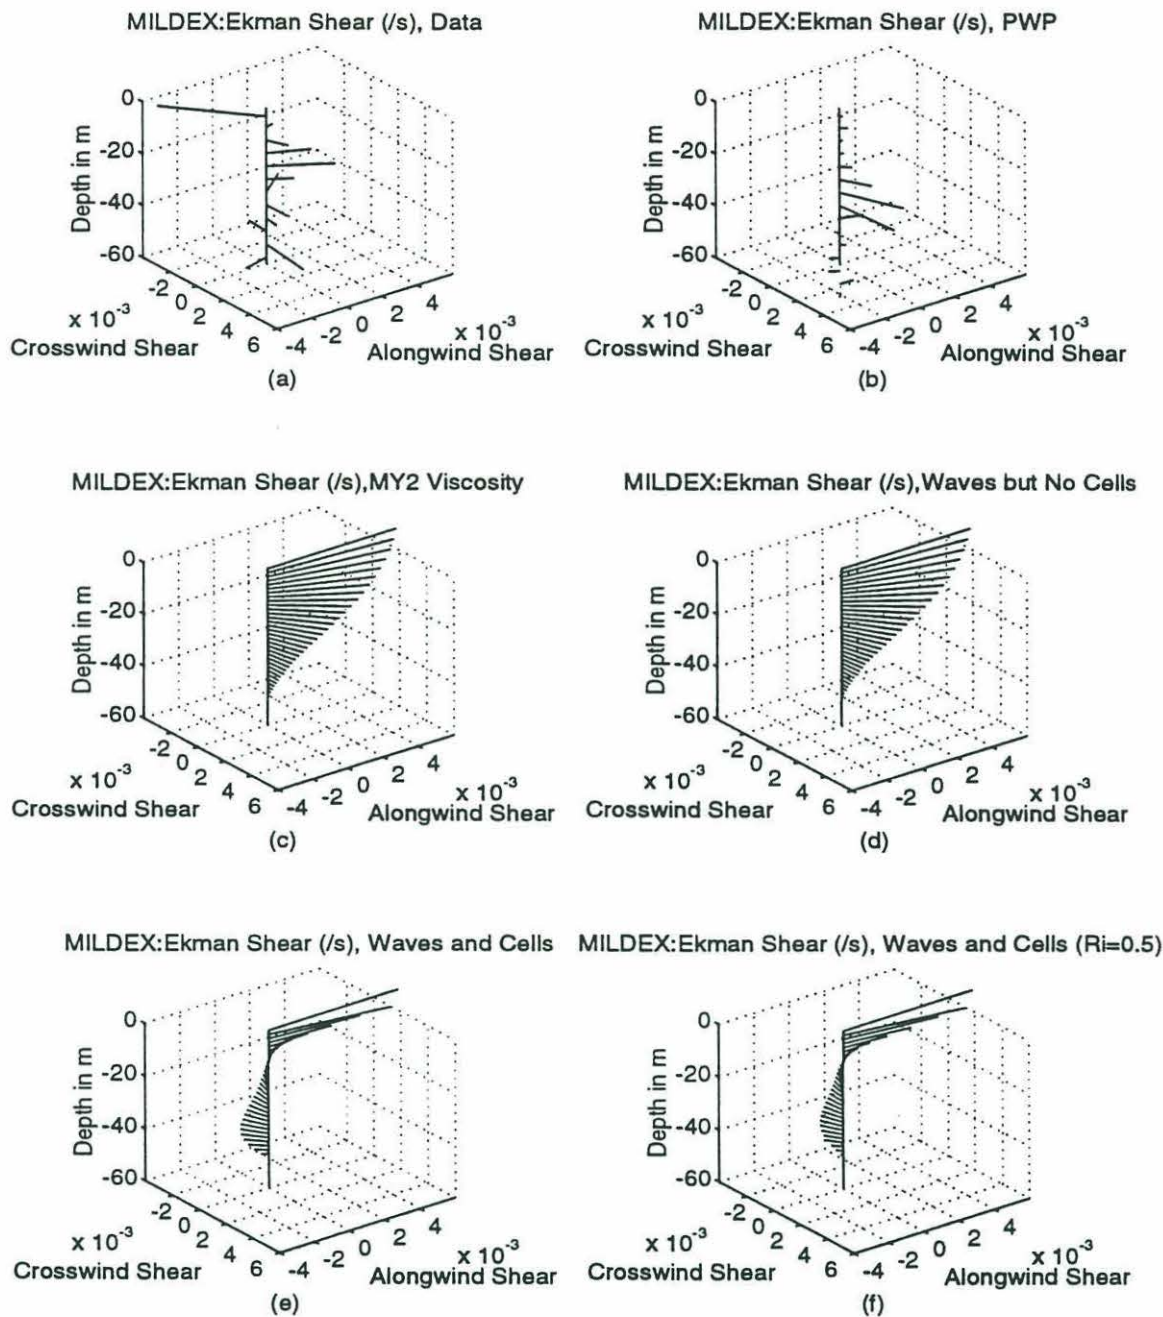 MILDEX:Ekman Shear (/s), Data
0
-20
-40
-60
Depth in m
-2
0
2
4
6
x 10-3
Crosswind Shear
-4
-2
0
2
4
x 10-3
Alongwind Shear
(a)
MILDEX:Ekman Shear (/s), PWP
0
-20
-40
-60
Depth in m
-2
0
2
4
6
x 10-3
Crosswind Shear
-4
-2
0
2
4
x 10-3
Alongwind Shear
(b)
MILDEX:Ekman Shear (/s),MY2 Viscosity
0
-20
-40
-60
Depth in m
-2
0
2
4
6
x 10-3
Crosswind Shear
-4
-2
0
2
4
x 10-3
Alongwind Shear
(c)
MILDEX:Ekman Shear (/s),Waves but No Cells
0
-20
-40
-60
Depth in m
-2
0
2
4
6
x 10-3
Crosswind Shear
-4
-2
0
2
4
x 10-3
Alongwind Shear
(d)
MILDEX:Ekman Shear (/s), Waves and Cells
0
-20
-40
-60
Depth in m
-2
0
2
4
6
x 10-3
Crosswind Shear
-4
-2
0
2
4
x 10-3
Alongwind Shear
(e)
MILDEX:Ekman Shear (/s), Waves and Cells (Ri=0.5)
0
-20
-40
-60
Depth in m
-2
0
2
4
6
x 10-3
Crosswind Shear
-4
-2
0
2
4
x 10-3
Alongwind Shear
(f)